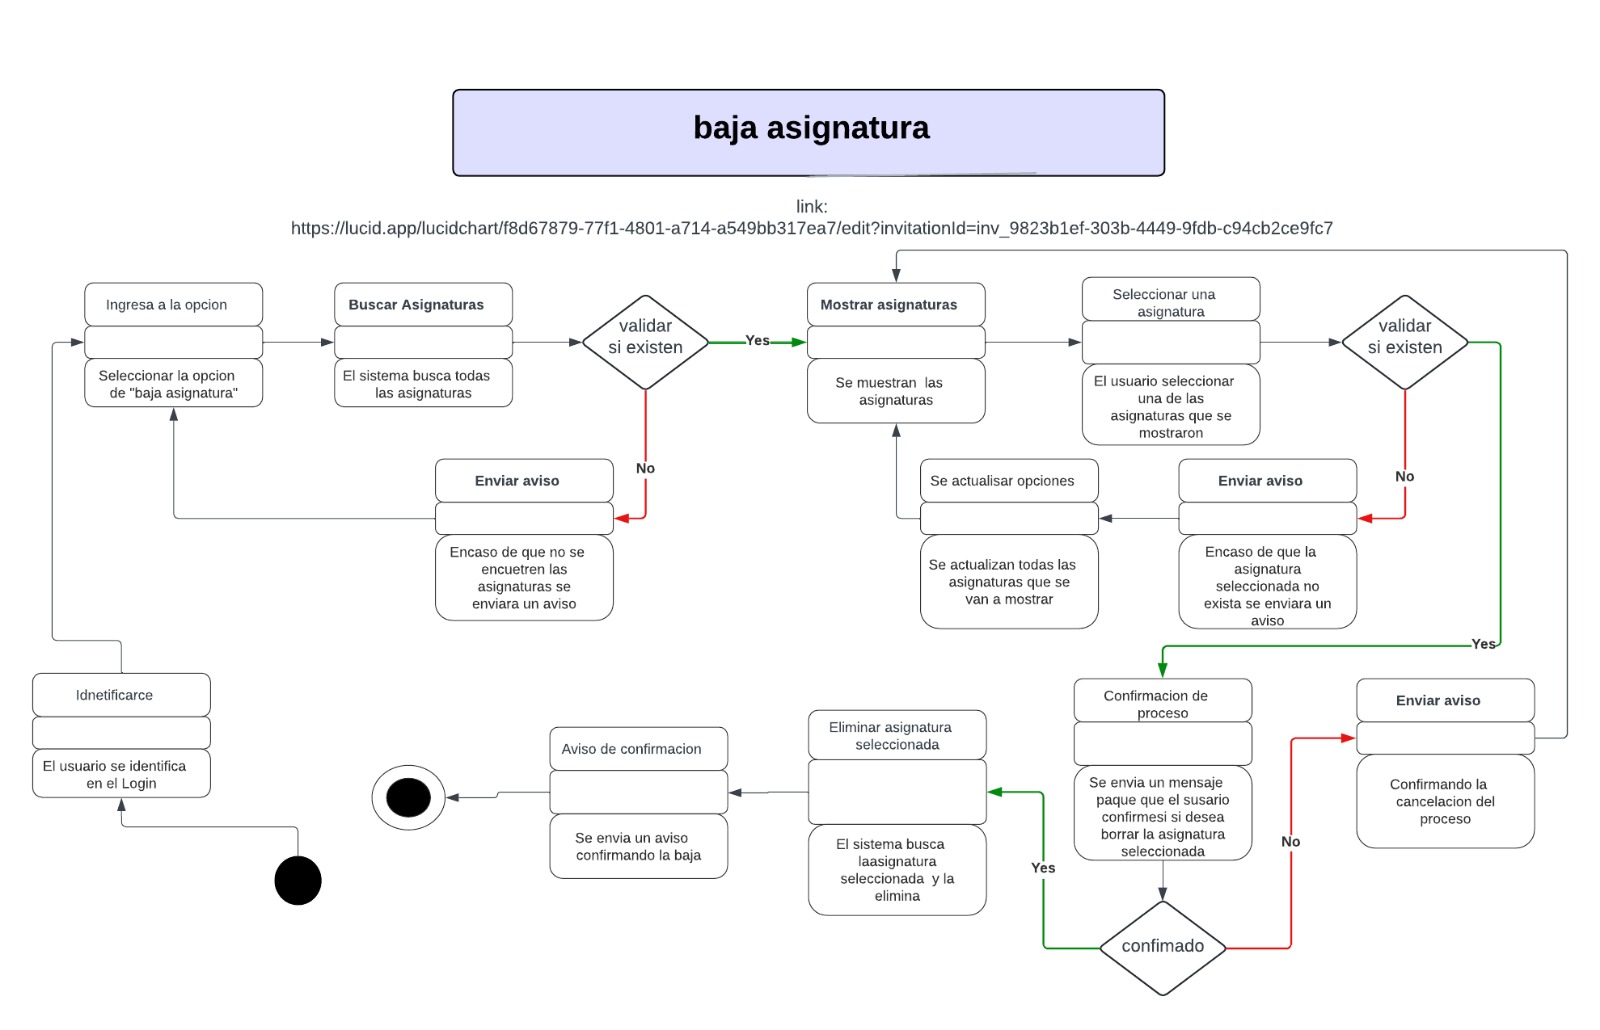 baja asignatura
link:
https://lucid.app/lucidchart/f8d67879-77f1-4801-a714-a549bb317ea7/edit?invitationId=inv_9823b1ef-303b-4449-9fdb-c94cb2ce9fc7
Ingresa a la opcion
Seleccionar la opcion
de "baja asignatura"
Buscar Asignaturas
El sistema busca todas
las asignaturas
validar
si existen
Yes
No
Enviar aviso
Encaso de que no se
encuetren las
asignaturas se
enviara un aviso
Mostrar asignaturas
Se muestran las
asignaturas
Seleccionar una
asignatura
El usuario seleccionar
una de las
asignaturas que se
mostraron
validar
si existen
No
Yes
Enviar aviso
Encaso de que la
asignatura
seleccionada no
exista se enviara un
aviso
Se actualisar opciones
Se actualizan todas las
asignaturas que se
van a mostrar
Idnetificarce
El usuario se identifica
en el Login
Aviso de confirmacion
Se envia un aviso
confirmando la baja
Eliminar asignatura
seleccionada
El sistema busca
laasignatura
seleccionada y la
elimina
Confirmacion de
proceso
Se envia un mensaje
paque que el susario
confirmesi si desea
borrar la asignatura
seleccionada
confimado
Yes
No
Enviar aviso
Confirmando la
cancelacion del
proceso